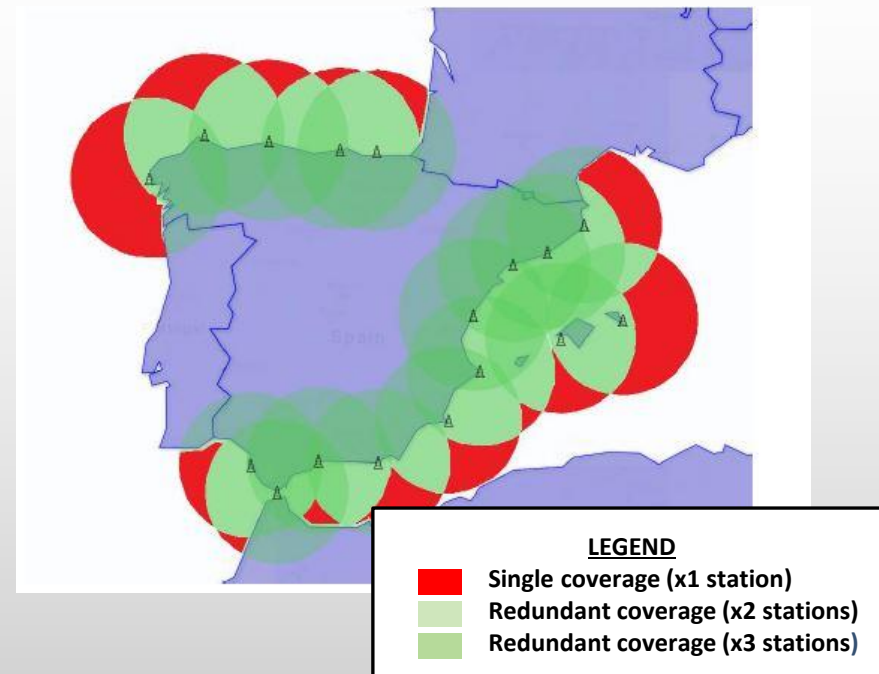 Spain
LEGEND
Single coverage (x1 station)
Redundant coverage (x2 stations)
Redundant coverage (x3 stations)